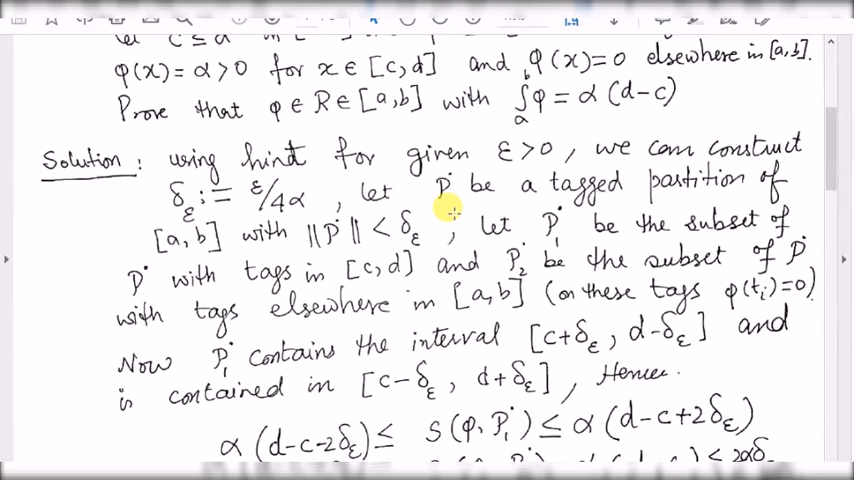 φ(x) = α > 0 for x ∈ [c, d] and φ(x) = 0 elsewhere in [a, b].
Prove that φ ∈ R ∈ [a, b] with ∫ₐᵇ φ = α (d-c)
Solution : using hint for given ε > 0, we can construct
δ_ε := ε/4α , let Ṗ be a tagged partition of
[a, b] with ||Ṗ|| < δ_ε , let Ṗ₁ be the subset of
Ṗ with tags in [c, d] and Ṗ₂ be the subset of Ṗ
with tags elsewhere in [a, b] (on these tags φ(t_i)=0)
Now Ṗ₁ contains the interval [c+δ_ε, d-δ_ε] and
is contained in [c-δ_ε, d+δ_ε], Hence
α (d-c-2δ_ε) ≤ S(φ, Ṗ₁) ≤ α (d-c+2δ_ε)